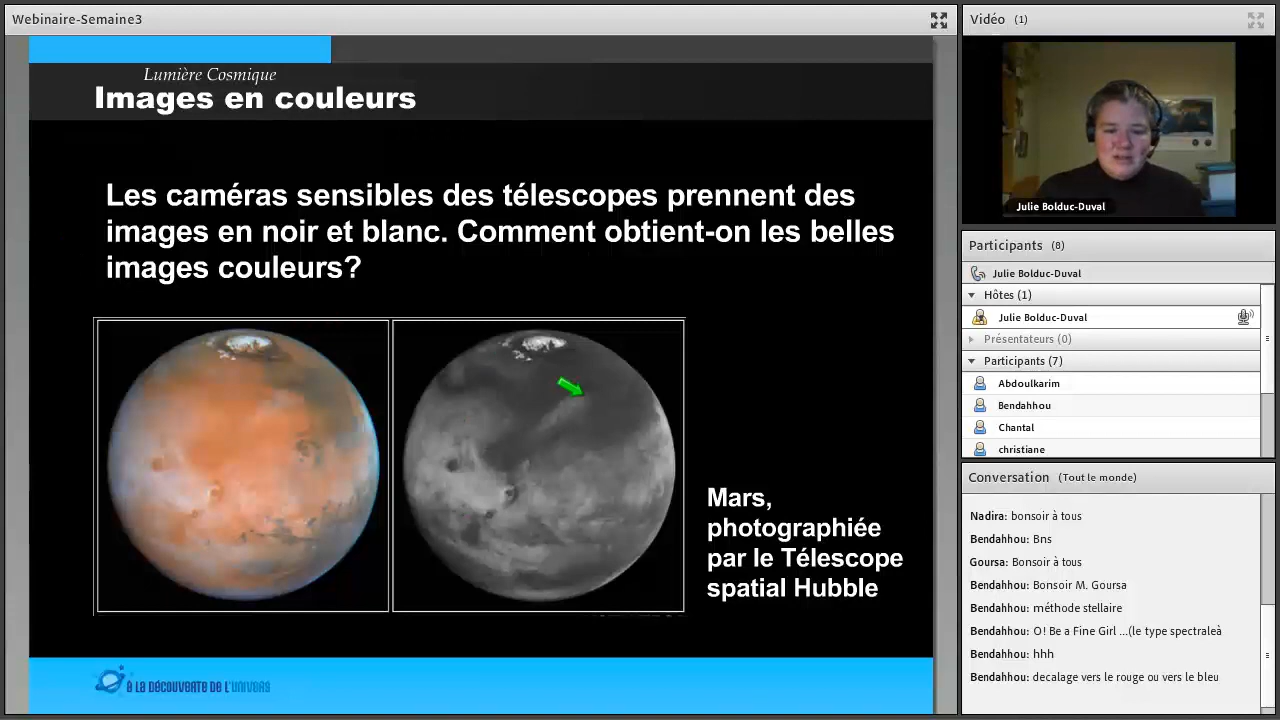 Webinaire-Semaine3
Lumière Cosmique
Images en couleurs
Les caméras sensibles des télescopes prennent des
images en noir et blanc. Comment obtient-on les belles
images couleurs?
Mars,
photographiée
par le Télescope
spatial Hubble
À LA DÉCOUVERTE DE L'UNIVERS
Vidéo (1)
Julie Bolduc-Duval
Participants (8)
Julie Bolduc-Duval
Hôtes (1)
Julie Bolduc-Duval
Présentateurs (0)
Participants (7)
Abdoulkarim
Bendahhou
Chantal
christiane
Conversation (Tout le monde)
Nadira: bonsoir à tous
Bendahhou: Bns
Goursa: Bonsoir à tous
Bendahhou: Bonsoir M. Goursa
Bendahhou: méthode stellaire
Bendahhou: O! Be a Fine Girl ...(le type spectraleà
Bendahhou: hhh
Bendahhou: decalage vers le rouge ou vers le bleu